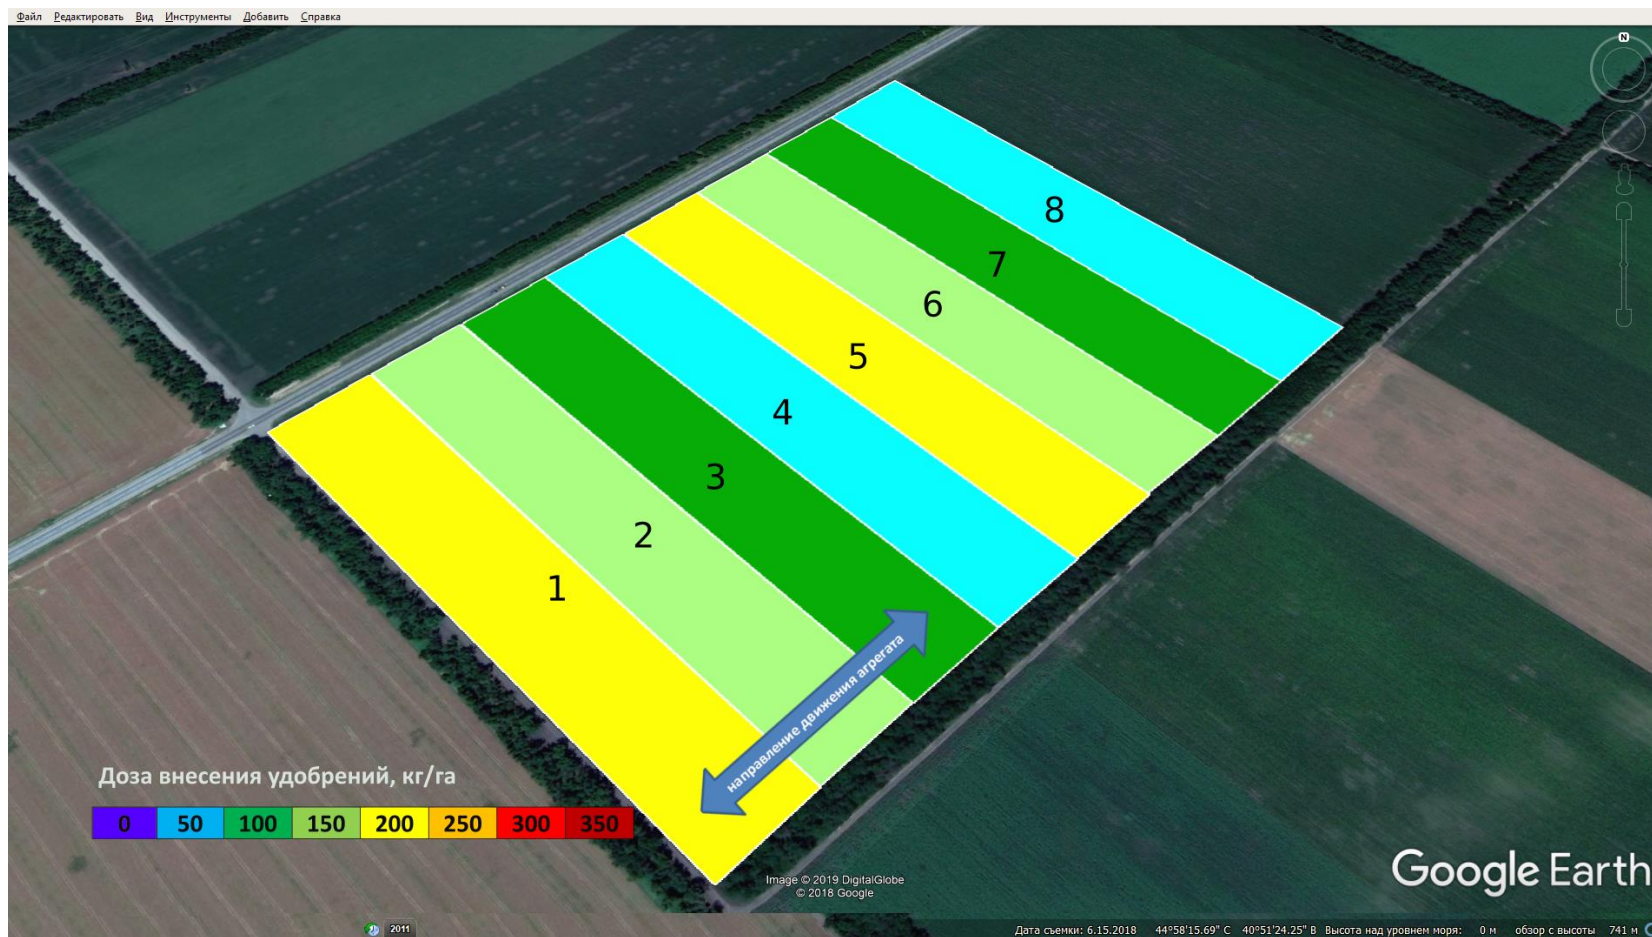 Файл Редактировать Вид Инструменты Добавить Справка
N
8
7
6
5
4
3
2
1
направление движения агрегата
Доза внесения удобрений, кг/га
0 50 100 150 200 250 300 350
Google Earth
Image © 2019 DigitalGlobe
© 2018 Google
2011
Дата съемки: 6.15.2018 44°58'15.69" С 40°51'24.25" В Высота над уровнем моря: 0 м обзор с высоты 741 м